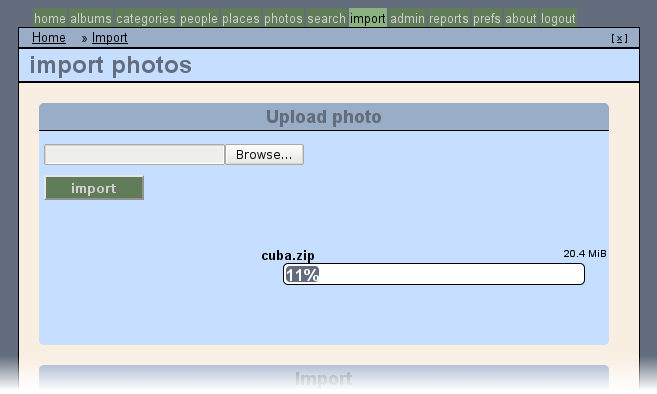 home albums categories people places photos search import admin reports prefs about logout
Home » Import [x]
import photos
Upload photo
Browse...
import
cuba.zip 20.4 MiB
11%
Import